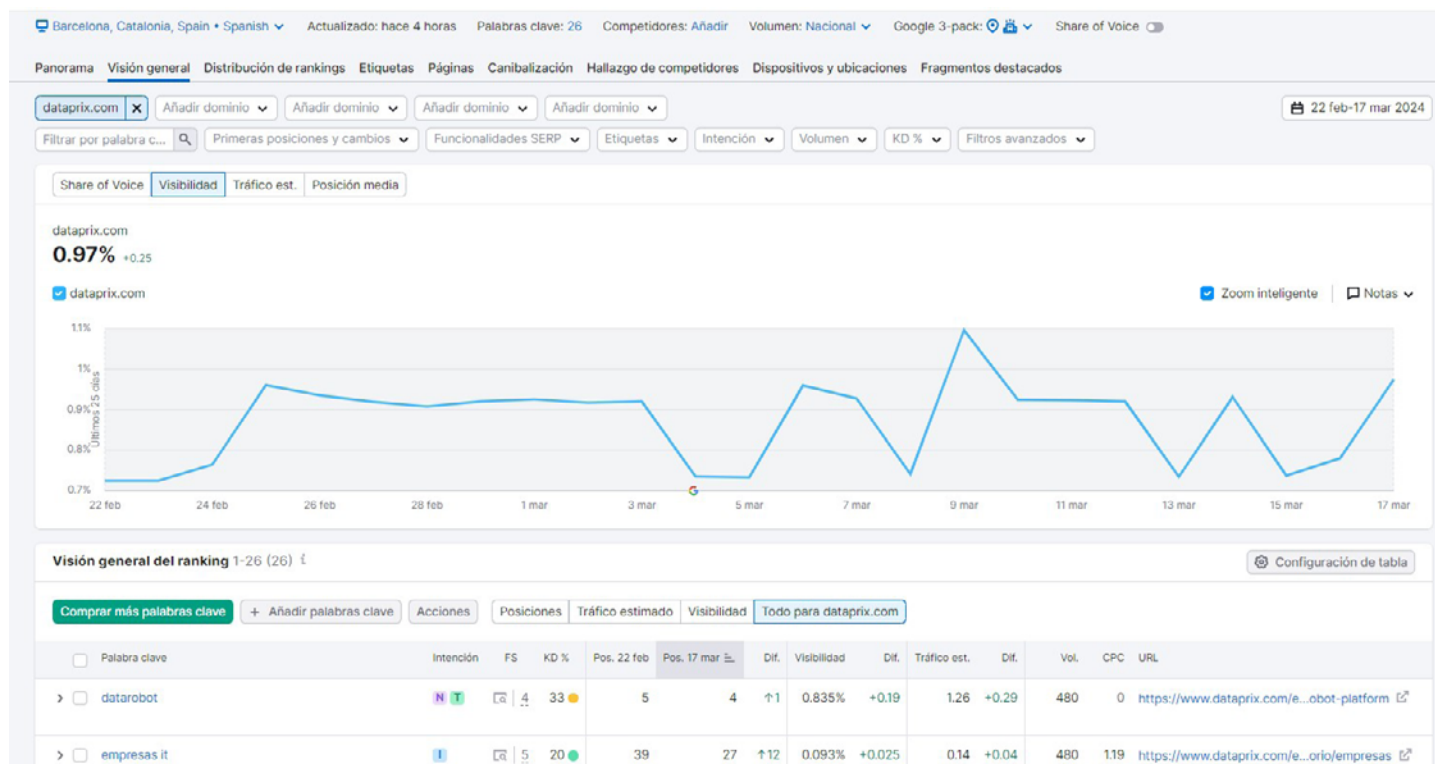 Barcelona, Catalonia, Spain • Spanish Actualizado: hace 4 horas Palabras clave: 26 Competidores: Añadir Volumen: Nacional Google 3-pack: Share of Voice
Panorama Visión general Distribución de rankings Etiquetas Páginas Canibalización Hallazgo de competidores Dispositivos y ubicaciones Fragmentos destacados
dataprix.com Añadir dominio Añadir dominio Añadir dominio Añadir dominio 22 feb-17 mar 2024
Filtrar por palabra c... Primeras posiciones y cambios Funcionalidades SERP Etiquetas Intención Volumen KD % Filtros avanzados
Share of Voice Visibilidad Tráfico est. Posición media
dataprix.com
0.97% +0.25
dataprix.com Zoom inteligente Notas
1.1%
1%
0.9%
0.8%
0.7%
Últimos 25 días
22 feb 24 feb 26 feb 28 feb 1 mar 3 mar 5 mar 7 mar 9 mar 11 mar 13 mar 15 mar 17 mar
Visión general del ranking 1-26 (26) i Configuración de tabla
Comprar más palabras clave + Añadir palabras clave Acciones Posiciones Tráfico estimado Visibilidad Todo para dataprix.com
Palabra clave Intención FS KD % Pos. 22 feb Pos. 17 mar Dif. Visibilidad Dif. Tráfico est. Dif. Vol. CPC URL
datarobot N T 4 33 5 4 ↑1 0.835% +0.19 1.26 +0.29 480 0 https://www.dataprix.com/e...obot-platform
empresas it I 5 20 39 27 ↑12 0.093% +0.025 0.14 +0.04 480 1.19 https://www.dataprix.com/e...orio/empresas